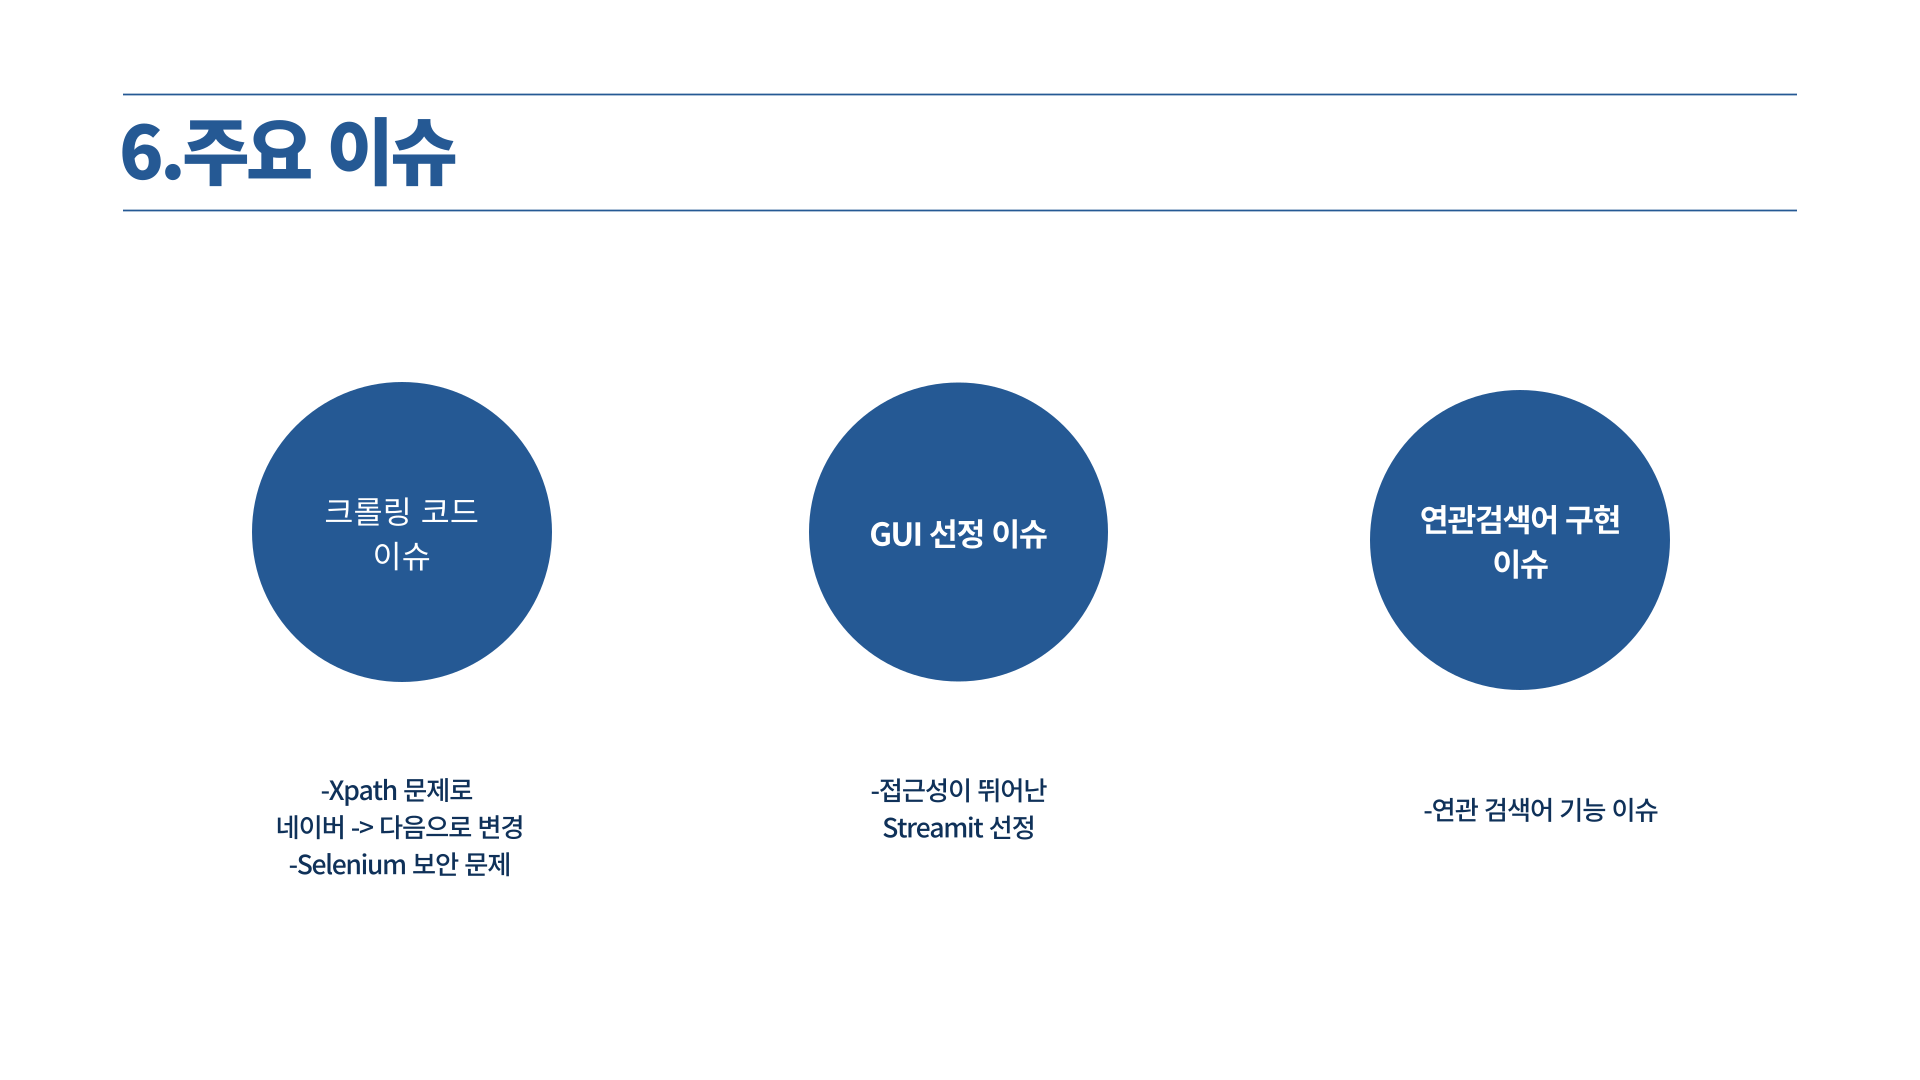 6.주요 이슈
크롤링 코드
이슈
GUI 선정 이슈
연관검색어 구현
이슈
-Xpath 문제로
네이버 -> 다음으로 변경
-Selenium 보안 문제
-접근성이 뛰어난
Streamit 선정
-연관 검색어 기능 이슈